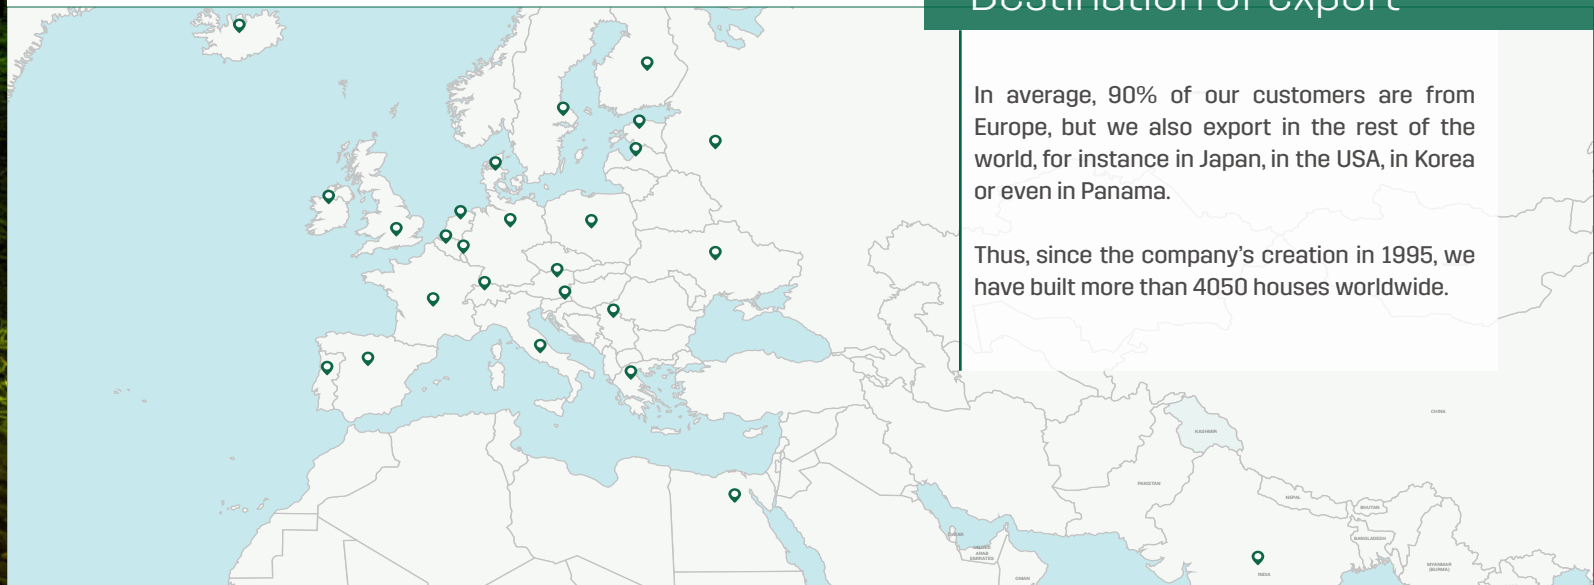 Destination of export
In average, 90% of our customers are from
Europe, but we also export in the rest of the
world, for instance in Japan, in the USA, in Korea
or even in Panama.
Thus, since the company's creation in 1995, we
have built more than 4050 houses worldwide.
CHINA
KASHMIR
PAKISTAN
NEPAL
BHUTAN
QATAR
BANGLADESH
UNITED
ARAB
EMIRATES
MYANMAR
(BURMA)
INDIA
OMAN